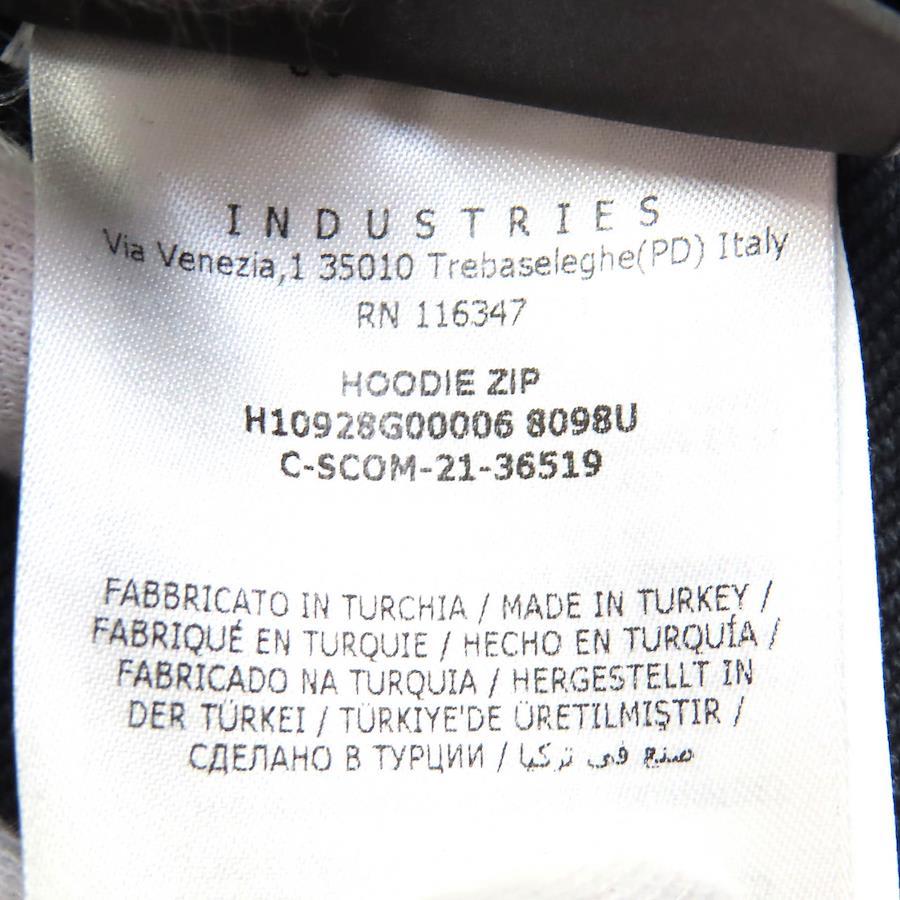 INDUSTRIES
Via Venezia,1 35010 Trebaseleghe(PD) Italy
RN 116347
HOODIE ZIP
H10928G00006 8098U
C-SCOM-21-36519
FABBRICATO IN TURCHIA / MADE IN TURKEY /
FABRIQUÉ EN TURQUIE / HECHO EN TURQUÍA /
FABRICADO NA TURQUIA / HERGESTELLT IN
DER TÜRKEI / TÜRKIYE'DE ÜRETILMIŞTIR /
СДЕЛАНО В ТУРЦИИ / صنع في تركيا